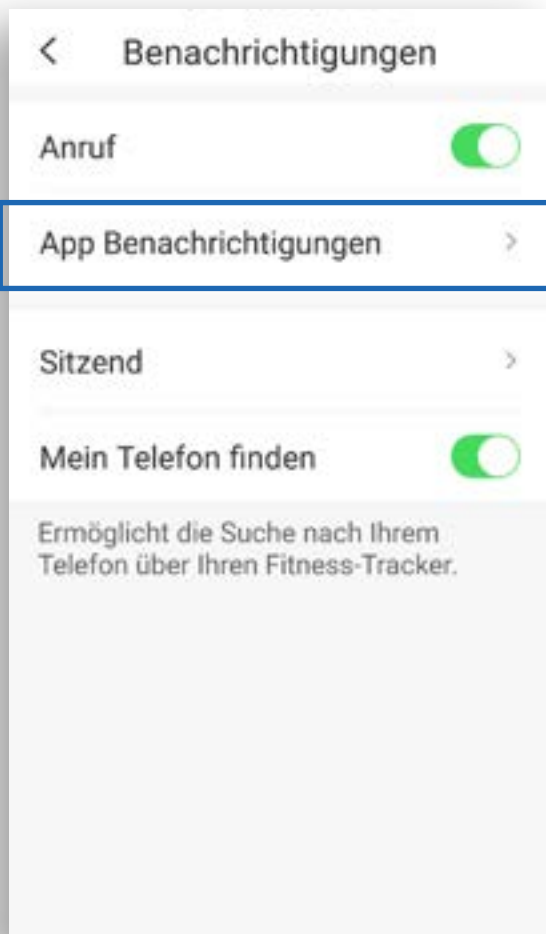 Benachrichtigungen
Anruf
App Benachrichtigungen
Sitzend
Mein Telefon finden
Ermöglicht die Suche nach Ihrem
Telefon über Ihren Fitness-Tracker.